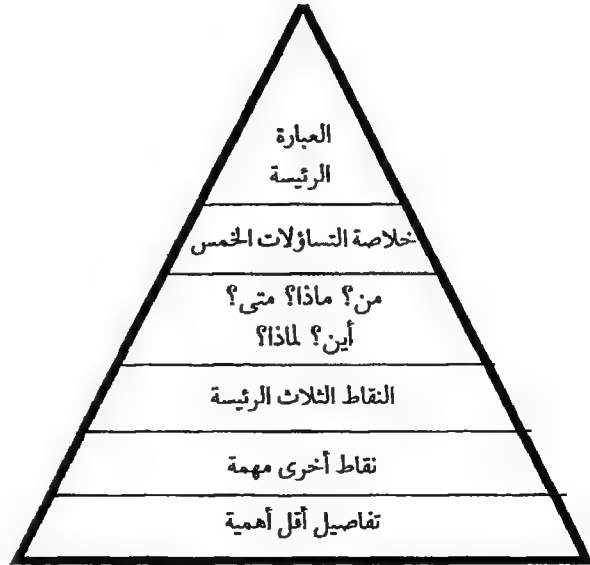 العبارة
الرئيسة
خلاصة التساؤلات الخمس
من؟ ماذا؟ متى؟
أين؟ لماذا؟
النقاط الثلاث الرئيسة
نقاط أخرى مهمة
تفاصيل أقل أهمية